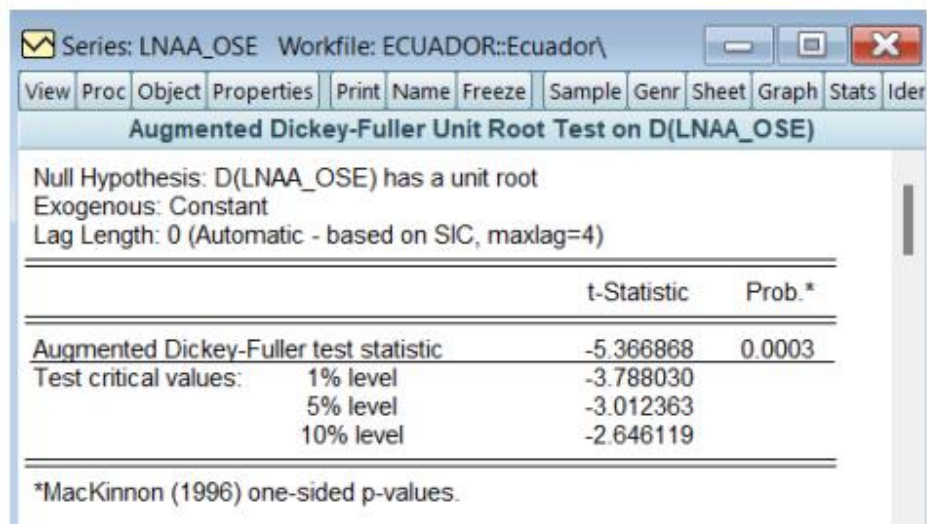 Series: LNAA_OSE Workfile: ECUADOR::Ecuador\
View Proc Object Properties Print Name Freeze Sample Genr Sheet Graph Stats Iden
Augmented Dickey-Fuller Unit Root Test on D(LNAA_OSE)
Null Hypothesis: D(LNAA_OSE) has a unit root
Exogenous: Constant
Lag Length: 0 (Automatic - based on SIC, maxlag=4)
t-Statistic Prob.*
Augmented Dickey-Fuller test statistic -5.366868 0.0003
Test critical values: 1% level -3.788030
5% level -3.012363
10% level -2.646119
*MacKinnon (1996) one-sided p-values.